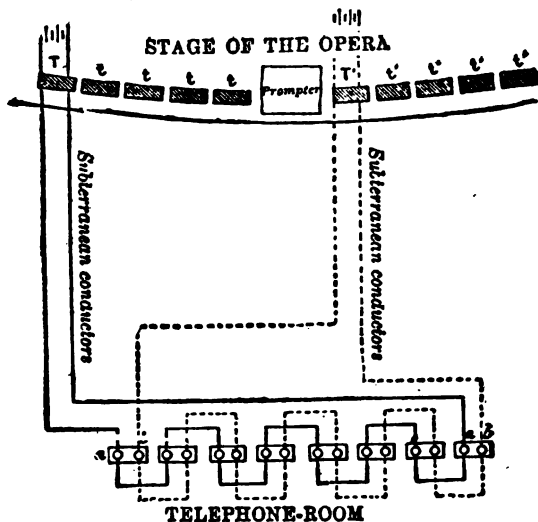 STAGE OF THE OPERA
T t t t t Prompter T' t' t' t' t'
Subterranean conductors
Subterranean conductors
a a b
TELEPHONE-ROOM